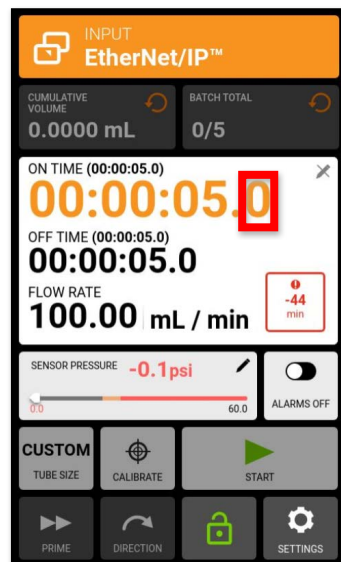 INPUT
EtherNet/IP™
CUMULATIVE
VOLUME
0.0000 mL
BATCH TOTAL
0/5
ON TIME (00:00:05.0)
00:00:05.0
OFF TIME (00:00:05.0)
00:00:05.0
FLOW RATE
100.00 mL / min
-44
min
SENSOR PRESSURE -0.1psi
0.0 60.0
ALARMS OFF
CUSTOM
TUBE SIZE
CALIBRATE
START
PRIME
DIRECTION
SETTINGS